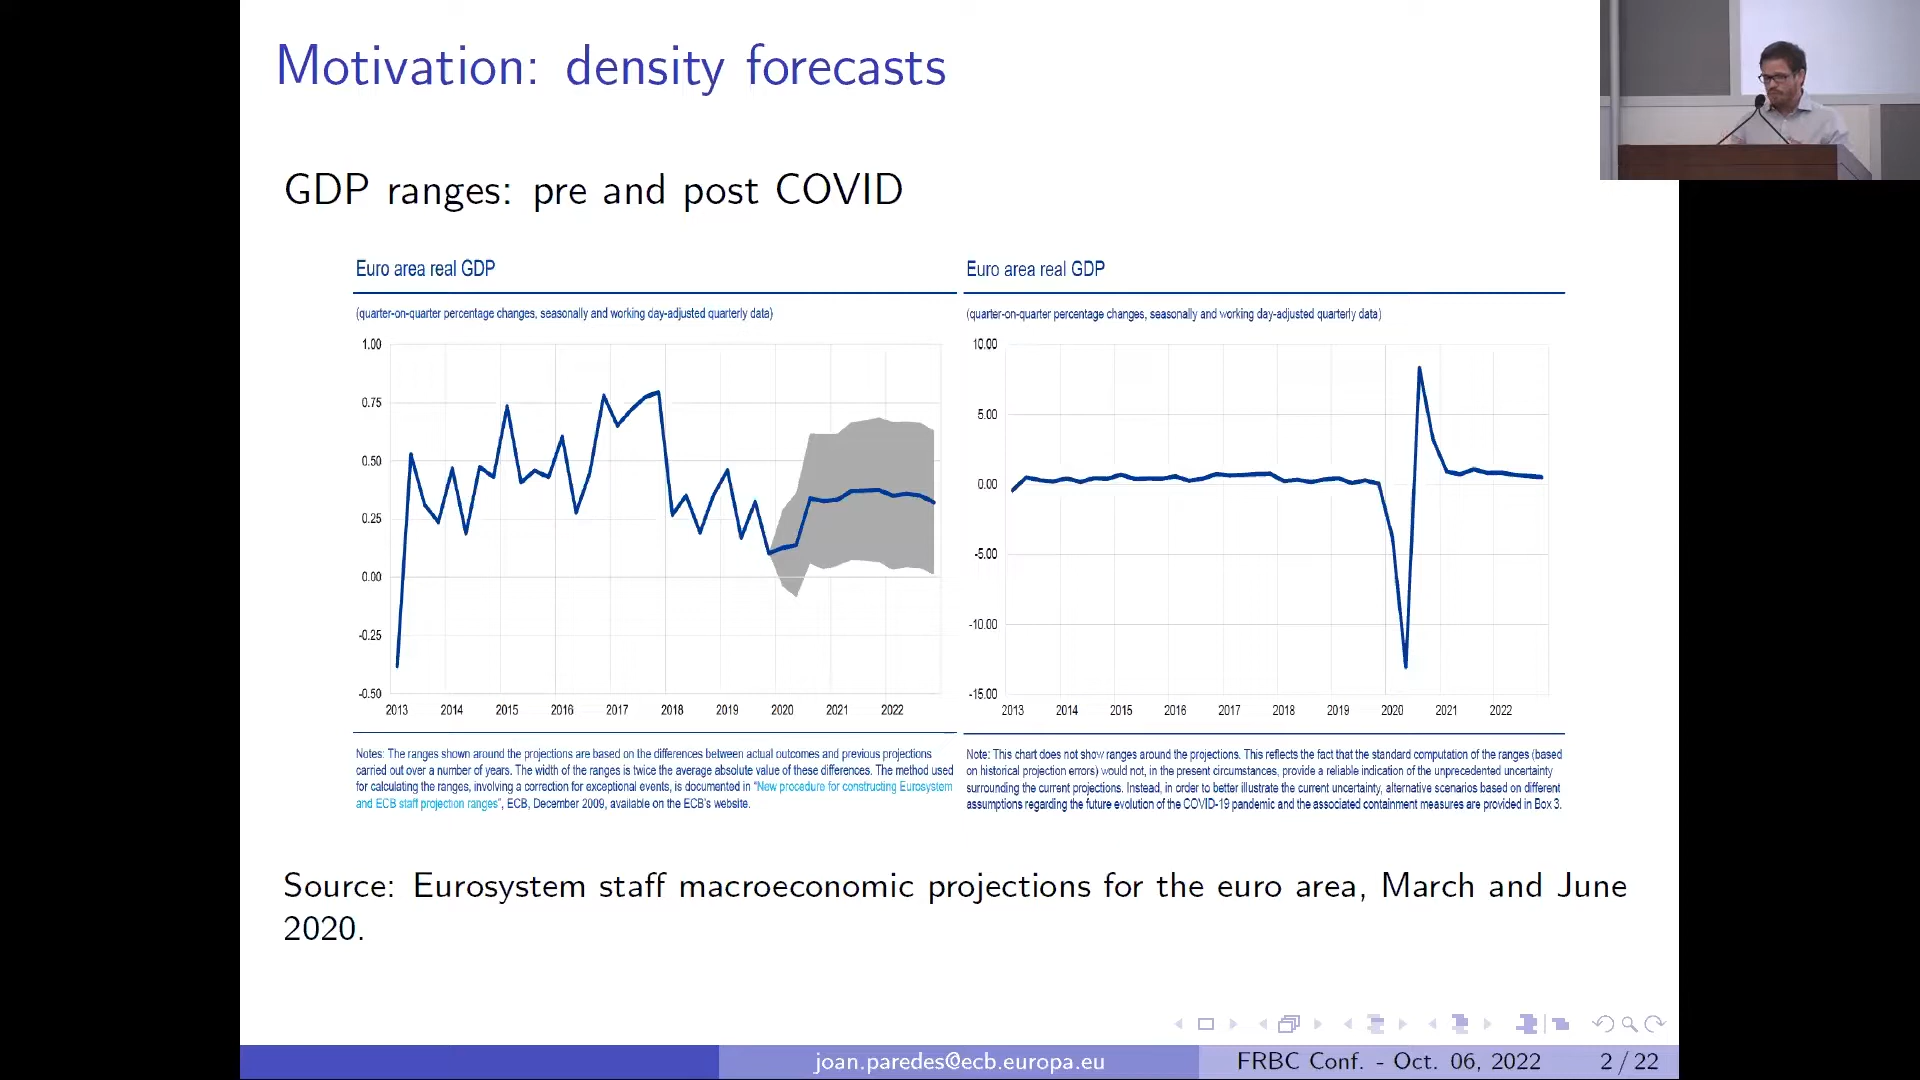 Motivation: density forecasts
GDP ranges: pre and post COVID
Euro area real GDP
(quarter-on-quarter percentage changes, seasonally and working day-adjusted quarterly data)
1.00
0.75
0.50
0.25
0.00
-0.25
-0.50
2013 2014 2015 2016 2017 2018 2019 2020 2021 2022
Notes: The ranges shown around the projections are based on the differences between actual outcomes and previous projections
carried out over a number of years. The width of the ranges is twice the average absolute value of these differences. The method used
for calculating the ranges, involving a correction for exceptional events, is documented in "New procedure for constructing Eurosystem
and ECB staff projection ranges", ECB, December 2009, available on the ECB's website.
Euro area real GDP
(quarter-on-quarter percentage changes, seasonally and working day-adjusted quarterly data)
10.00
5.00
0.00
-5.00
-10.00
-15.00
2013 2014 2015 2016 2017 2018 2019 2020 2021 2022
Note: This chart does not show ranges around the projections. This reflects the fact that the standard computation of the ranges (based
on historical projection errors) would not, in the present circumstances, provide a reliable indication of the unprecedented uncertainty
surrounding the current projections. Instead, in order to better illustrate the current uncertainty, alternative scenarios based on different
assumptions regarding the future evolution of the COVID-19 pandemic and the associated containment measures are provided in Box 3.
Source: Eurosystem staff macroeconomic projections for the euro area, March and June
2020.
joan.paredes@ecb.europa.eu
FRBC Conf. - Oct. 06, 2022
2 / 22